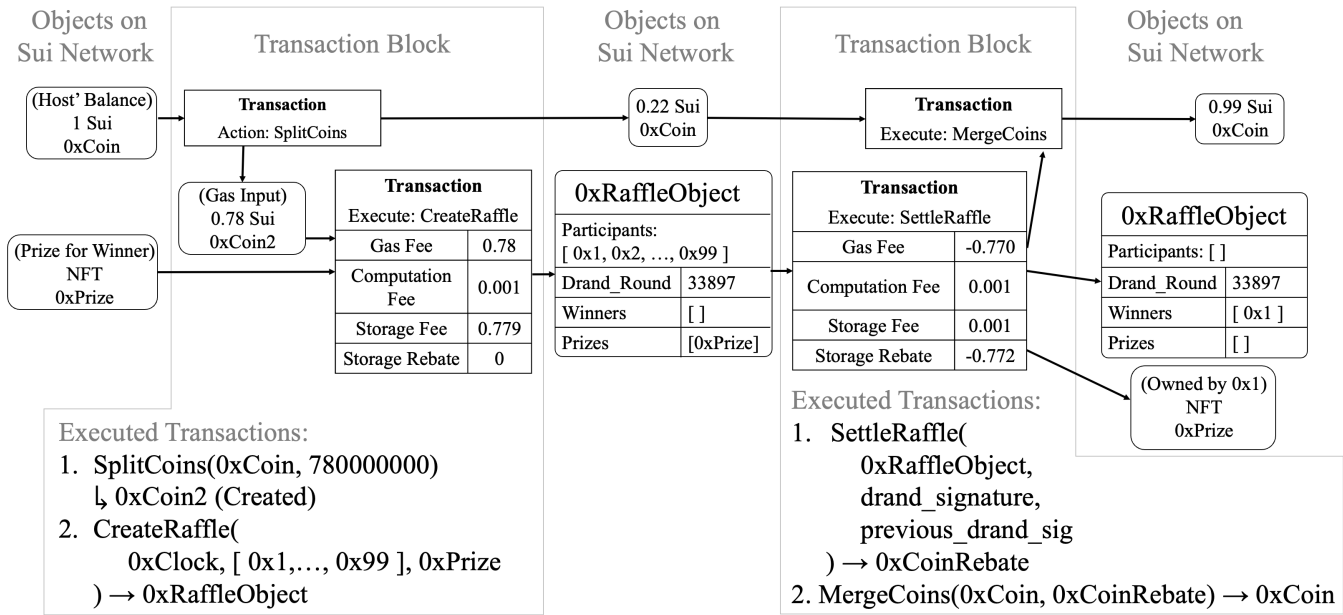 Objects on
Sui Network
Transaction Block
Objects on
Sui Network
Transaction Block
Objects on
Sui Network
(Host' Balance)
1 Sui
0xCoin
Transaction
Action: SplitCoins
0.22 Sui
0xCoin
Transaction
Execute: MergeCoins
0.99 Sui
0xCoin
(Gas Input)
0.78 Sui
0xCoin2
(Prize for Winner)
NFT
0xPrize
Transaction
Execute: CreateRaffle
Gas Fee 0.78
Computation
Fee 0.001
Storage Fee 0.779
Storage Rebate 0
0xRaffleObject
Participants:
[ 0x1, 0x2, …, 0x99 ]
Drand_Round 33897
Winners [ ]
Prizes [0xPrize]
Transaction
Execute: SettleRaffle
Gas Fee -0.770
Computation Fee 0.001
Storage Fee 0.001
Storage Rebate -0.772
0xRaffleObject
Participants: [ ]
Drand_Round 33897
Winners [ 0x1 ]
Prizes [ ]
(Owned by 0x1)
NFT
0xPrize
Executed Transactions:
1. SplitCoins(0xCoin, 780000000)
↳ 0xCoin2 (Created)
2. CreateRaffle(
0xClock, [ 0x1,…, 0x99 ], 0xPrize
) → 0xRaffleObject
Executed Transactions:
1. SettleRaffle(
0xRaffleObject,
drand_signature,
previous_drand_sig
) → 0xCoinRebate
2. MergeCoins(0xCoin, 0xCoinRebate) → 0xCoin